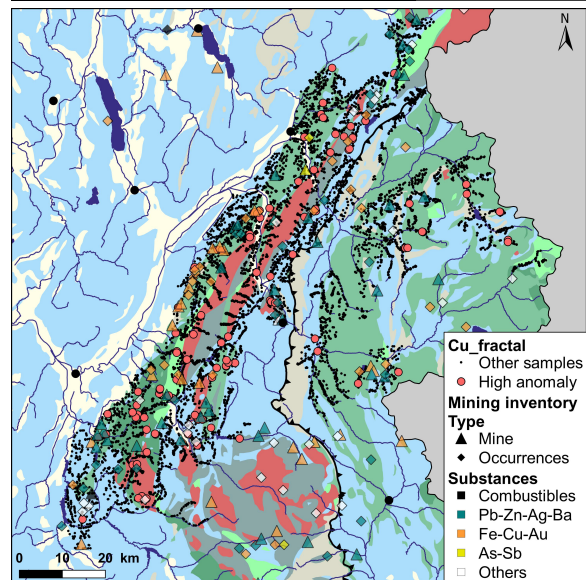 N
Cu_fractal
Other samples
High anomaly
Mining inventory
Type
Mine
Occurrences
Substances
Combustibles
Pb-Zn-Ag-Ba
Fe-Cu-Au
As-Sb
Others
0 10 20 km